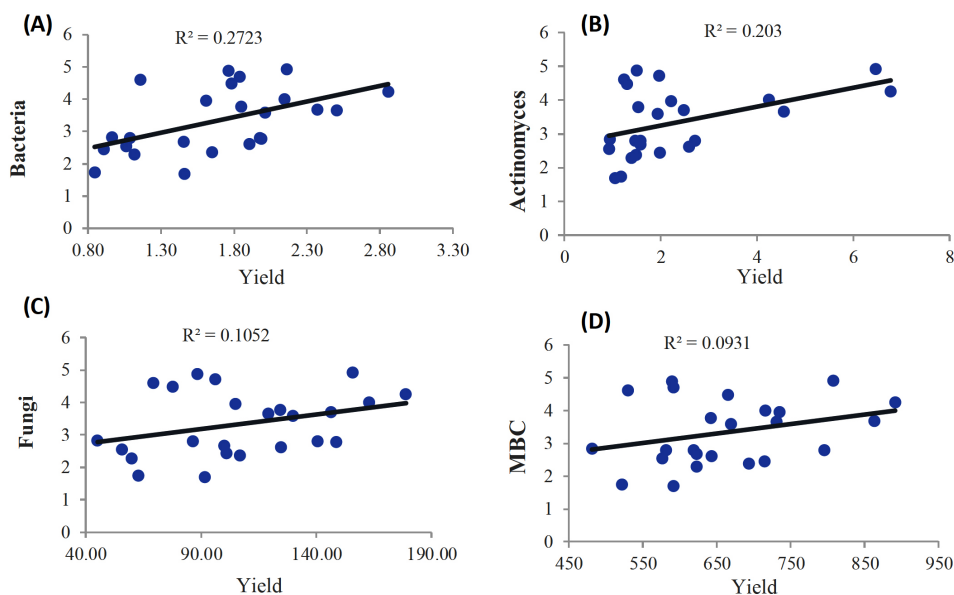 (A)
R² = 0.2723
Bacteria
6
5
4
3
2
1
0
0.80 1.30 1.80 2.30 2.80 3.30
Yield
(B)
R² = 0.203
Actinomyces
6
5
4
3
2
1
0
0 2 4 6 8
Yield
(C)
R² = 0.1052
Fungi
6
5
4
3
2
1
0
40.00 90.00 140.00 190.00
Yield
(D)
R² = 0.0931
MBC
6
5
4
3
2
1
0
450 550 650 750 850 950
Yield